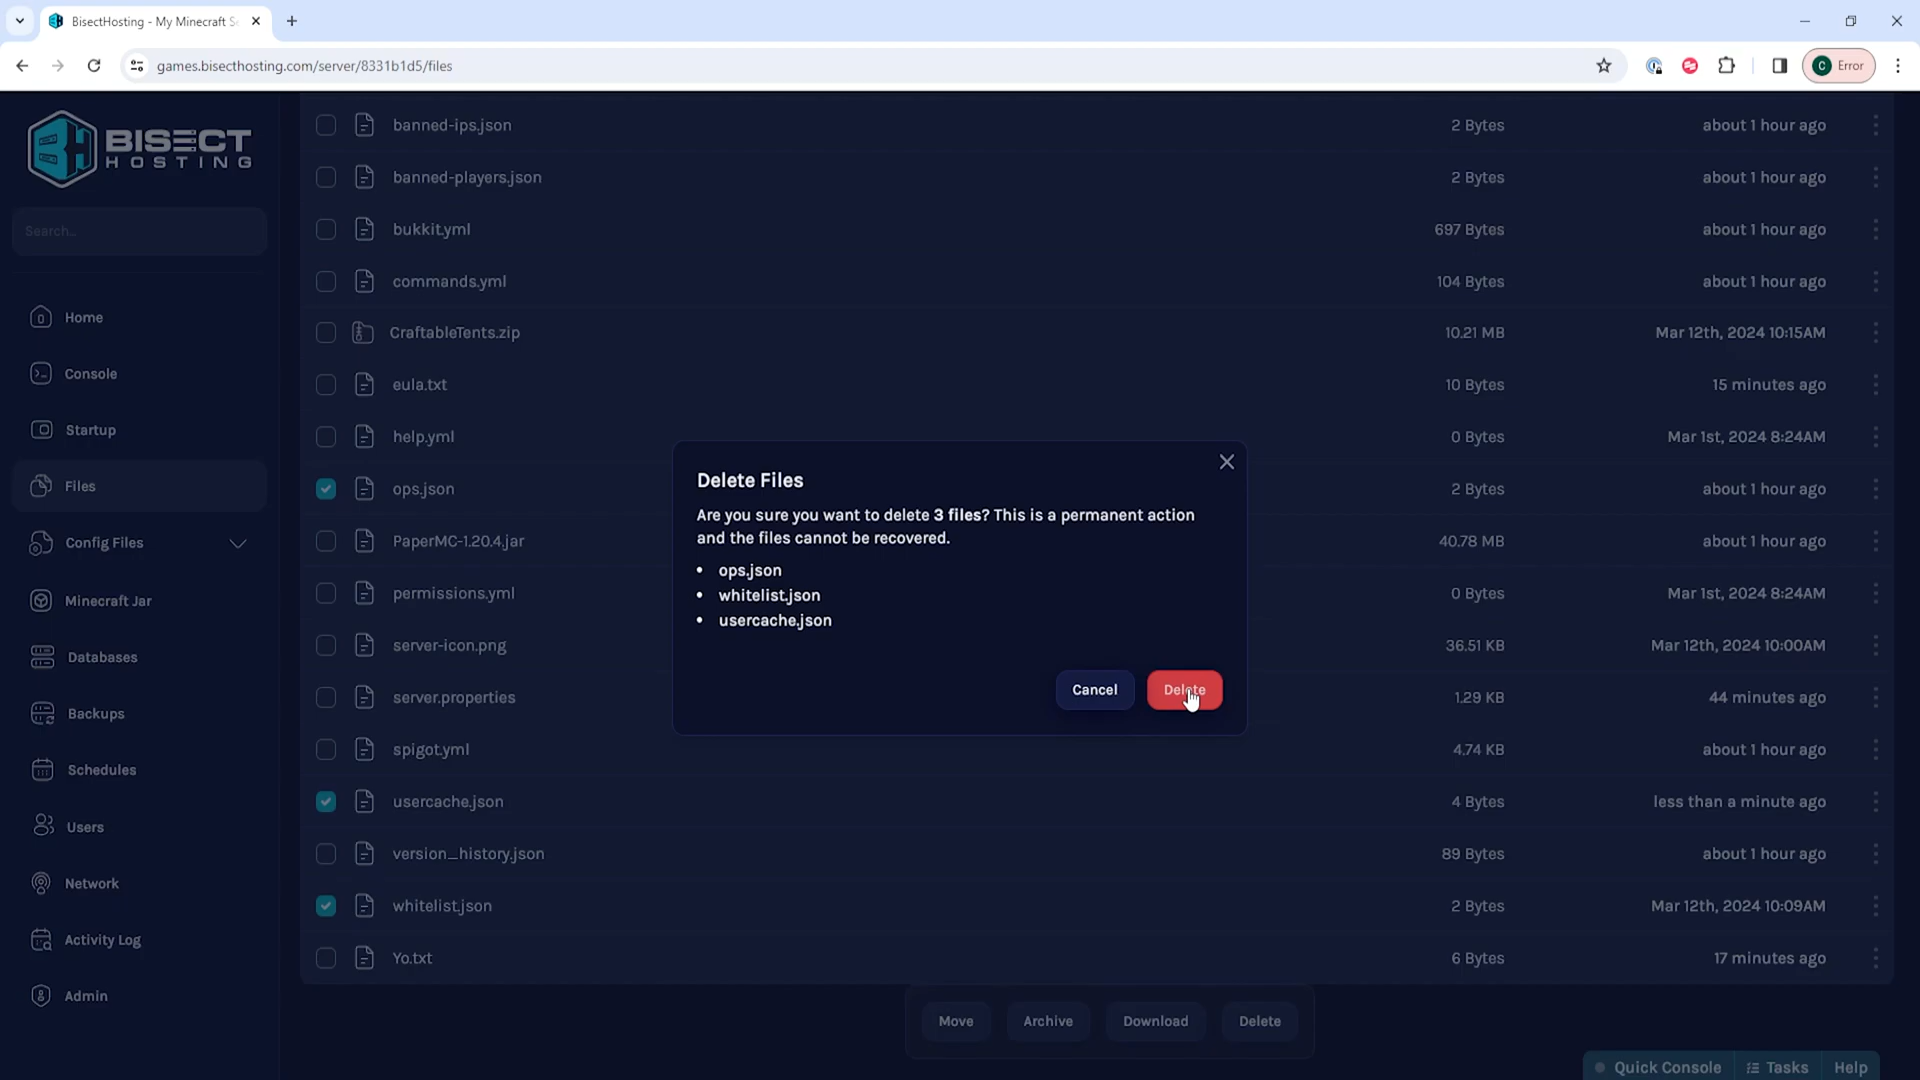 BisectHosting - My Minecraft Se
games.bisecthosting.com/server/8331b1d5/files
C Error
BISECT
HOSTING
Search...
Home
Console
Startup
Files
Config Files
Minecraft Jar
Databases
Backups
Schedules
Users
Network
Activity Log
Admin
banned-ips.json 2 Bytes about 1 hour ago
banned-players.json 2 Bytes about 1 hour ago
bukkit.yml 697 Bytes about 1 hour ago
commands.yml 104 Bytes about 1 hour ago
CraftableTents.zip 10.21 MB Mar 12th, 2024 10:15AM
eula.txt 10 Bytes 15 minutes ago
help.yml 0 Bytes Mar 1st, 2024 8:24AM
ops.json 2 Bytes about 1 hour ago
PaperMC-1.20.4.jar 40.78 MB about 1 hour ago
permissions.yml 0 Bytes Mar 1st, 2024 8:24AM
server-icon.png 36.51 KB Mar 12th, 2024 10:00AM
server.properties 1.29 KB 44 minutes ago
spigot.yml 4.74 KB about 1 hour ago
usercache.json 4 Bytes less than a minute ago
version_history.json 89 Bytes about 1 hour ago
whitelist.json 2 Bytes Mar 12th, 2024 10:09AM
Yo.txt 6 Bytes 17 minutes ago
Delete Files
Are you sure you want to delete 3 files? This is a permanent action
and the files cannot be recovered.
• ops.json
• whitelist.json
• usercache.json
Cancel Delete
Move Archive Download Delete
Quick Console Tasks Help